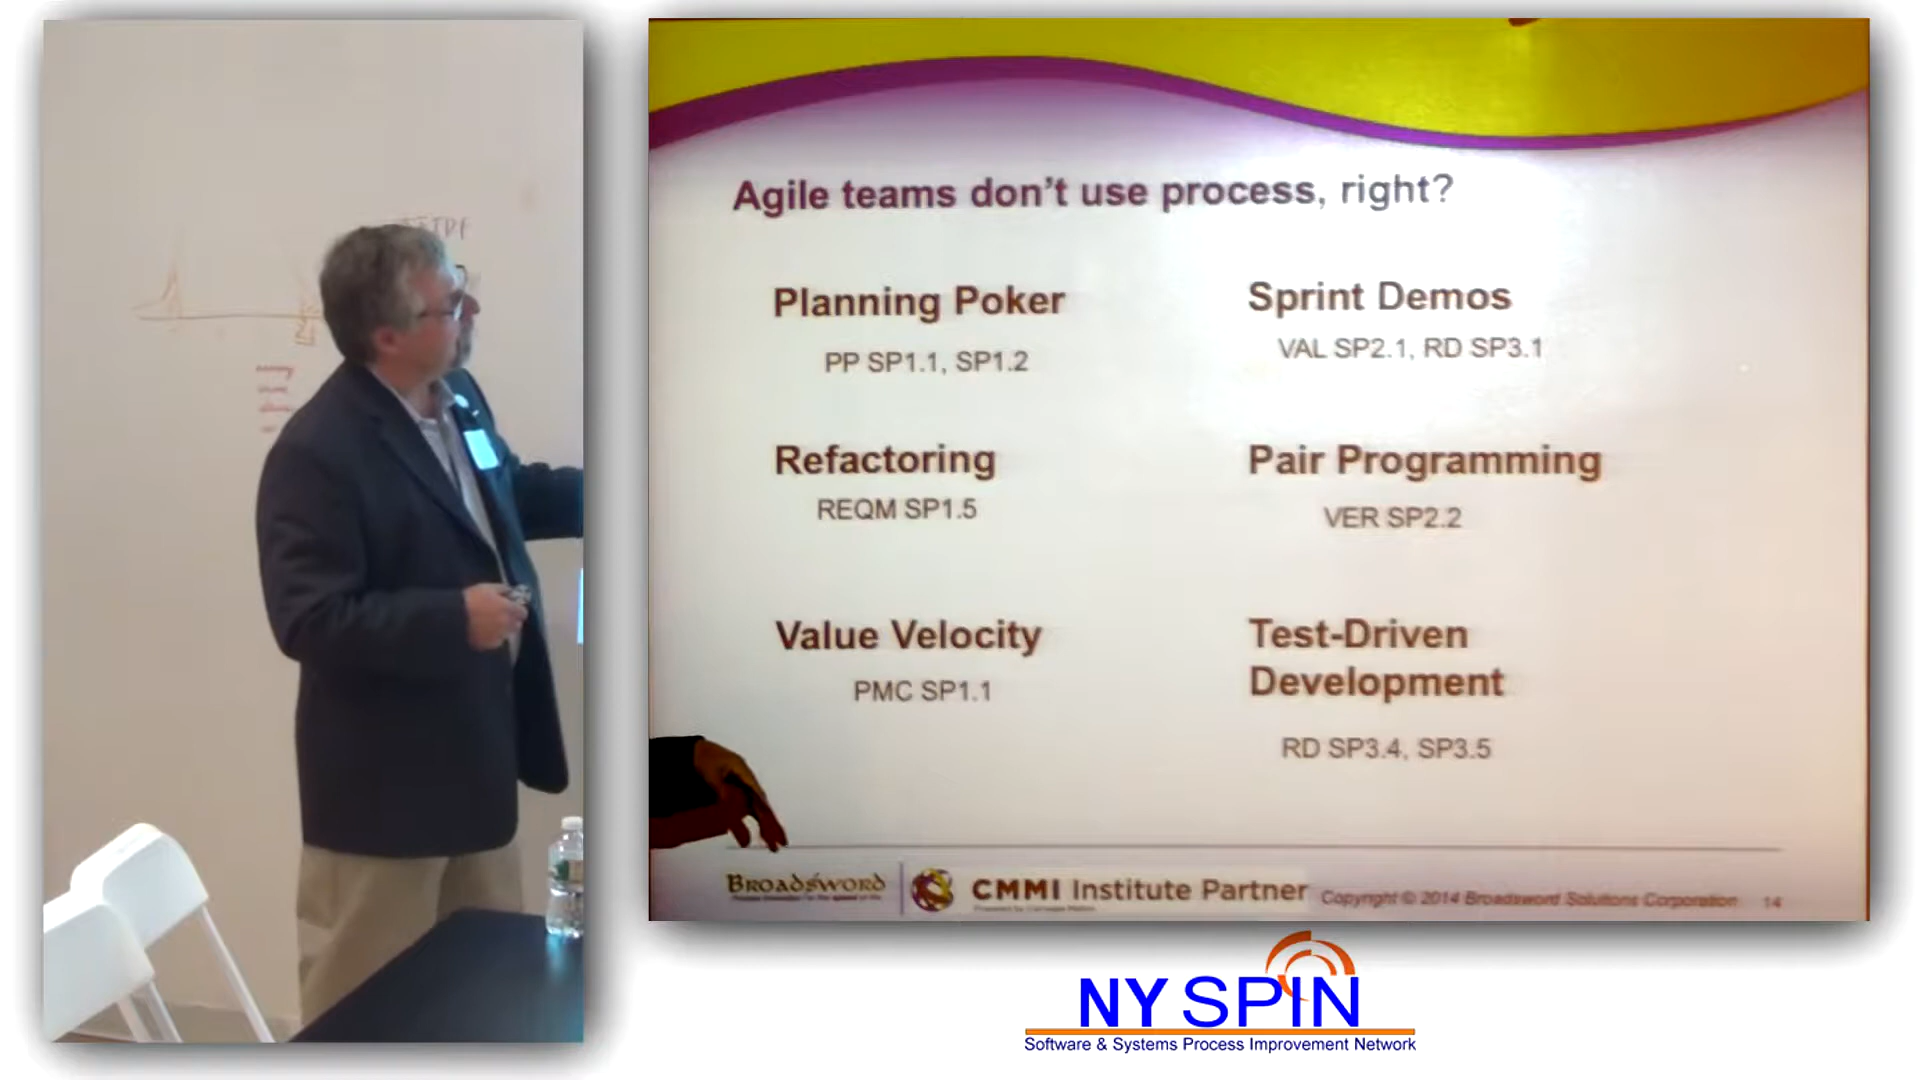 Agile teams don't use process, right?
Planning Poker
PP SP1.1, SP1.2
Sprint Demos
VAL SP2.1, RD SP3.1
Refactoring
REQM SP1.5
Pair Programming
VER SP2.2
Value Velocity
PMC SP1.1
Test-Driven
Development
RD SP3.4, SP3.5
BROADSWORD
CMMI Institute Partner
Copyright © 2014 Broadsword Solutions Corporation 14
NY SPIN
Software & Systems Process Improvement Network